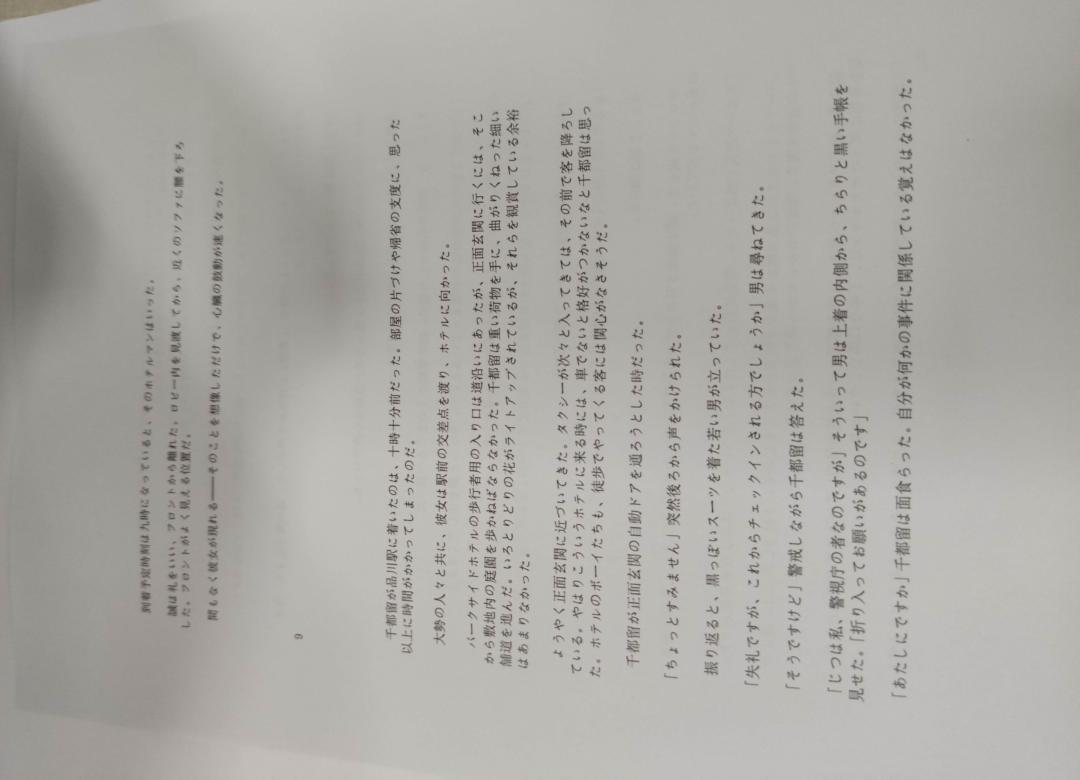 到着予定時刻は九時になっていると、そのホテルマンはいった。
誠は礼をいい、フロントから離れた。ロビー内を見渡してから、近くのソファに腰を下ろ
した。フロントがよく見える位置だ。
間もなく彼女が現れる――そのことを想像しただけで、心臓の鼓動が速くなった。
9
千都留が品川駅に着いたのは、十時十分前だった。部屋の片づけや帰省の支度に、思った
以上に時間がかかってしまったのだ。
大勢の人々と共に、彼女は駅前の交差点を渡り、ホテルに向かった。
パークサイドホテルの歩行者用の入り口は道沿いにあったが、正面玄関に行くには、そこ
から敷地内の庭園を歩かねばならなかった。千都留は重い荷物を手に、曲がりくねった細い
舗道を進んだ。いろとりどりの花がライトアップされているが、それらを観賞している余裕
はあまりなかった。
ようやく正面玄関に近づいてきた。タクシーが次々と入ってきては、その前で客を降ろし
ている。やはりこういうホテルに来る時には、車でないと格好がつかないなと千都留は思っ
た。ホテルのボーイたちも、徒歩でやってくる客には関心がなさそうだ。
千都留が正面玄関の自動ドアを通ろうとした時だった。
「ちょっとすみません」突然後ろから声をかけられた。
振り返ると、黒っぽいスーツを着た若い男が立っていた。
「失礼ですが、これからチェックインされる方でしょうか」男は尋ねてきた。
「そうですけど」警戒しながら千都留は答えた。
「じつは私、警視庁の者なのですが」そういって男は上着の内側から、ちらりと黒い手帳を
見せた。「折り入ってお願いがあるのです」
「あたしにですか」千都留は面食らった。自分が何かの事件に関係している覚えはなかった。